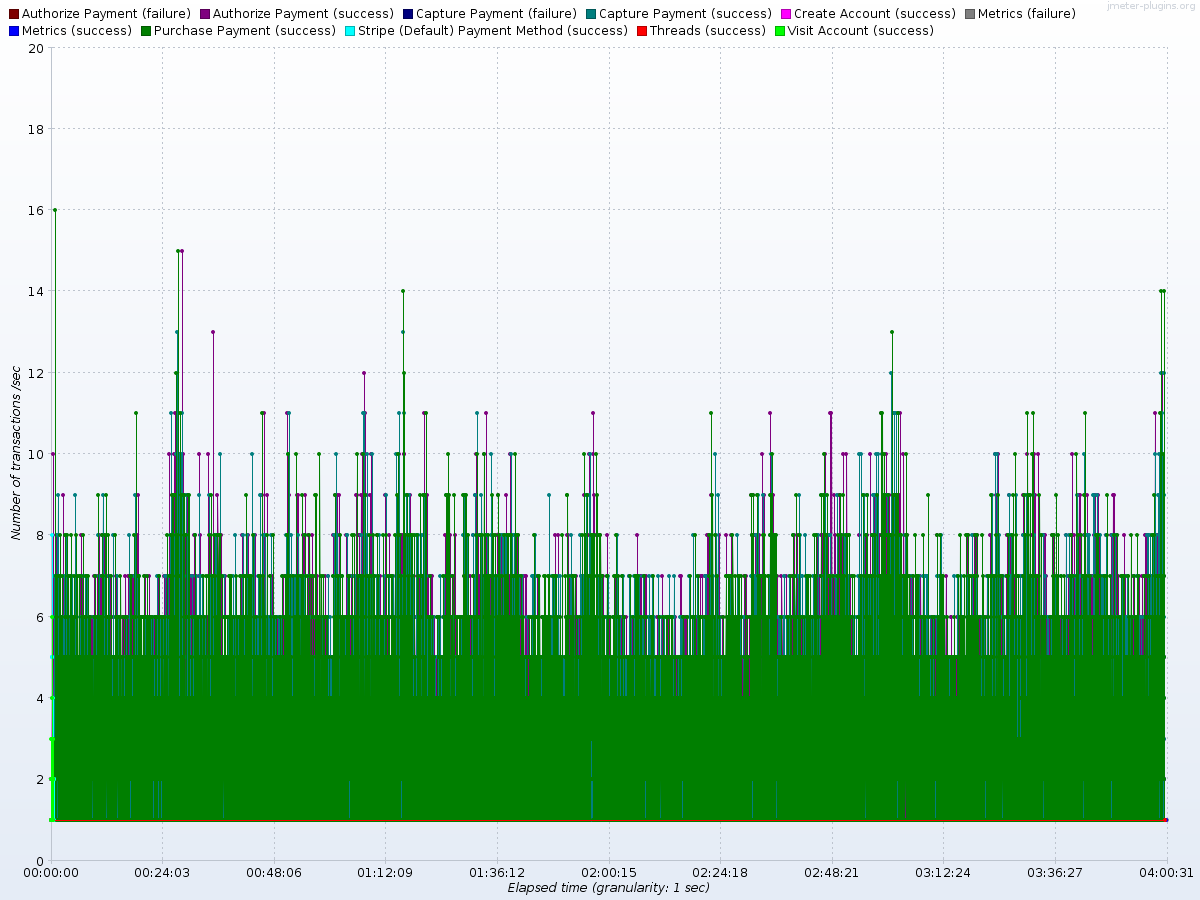 jmeter-plugins.org
Authorize Payment (failure) Authorize Payment (success) Capture Payment (failure) Capture Payment (success) Create Account (success) Metrics (failure)
Metrics (success) Purchase Payment (success) Stripe (Default) Payment Method (success) Threads (success) Visit Account (success)
20
18
16
14
12
10
8
6
4
2
0
Number of transactions /sec
00:00:00 00:24:03 00:48:06 01:12:09 01:36:12 02:00:15 02:24:18 02:48:21 03:12:24 03:36:27 04:00:31
Elapsed time (granularity: 1 sec)